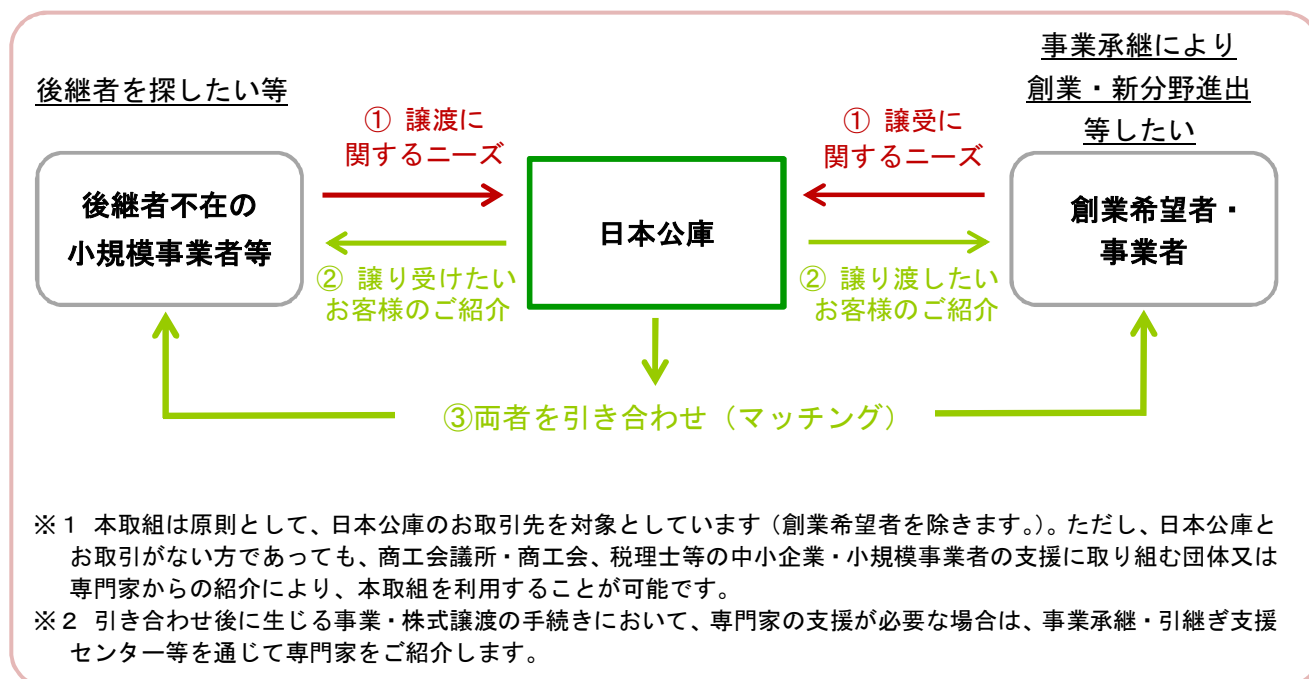 後継者を探したい等
事業承継により
創業・新分野進出
等したい
① 譲渡に
関するニーズ
① 譲受に
関するニーズ
後継者不在の
小規模事業者等
日本公庫
創業希望者・
事業者
② 譲り受けたい
お客様のご紹介
② 譲り渡したい
お客様のご紹介
③両者を引き合わせ（マッチング）
※１ 本取組は原則として、日本公庫のお取引先を対象としています（創業希望者を除きます。）。ただし、日本公庫と
お取引がない方であっても、商工会議所・商工会、税理士等の中小企業・小規模事業者の支援に取り組む団体又は
専門家からの紹介により、本取組を利用することが可能です。
※２ 引き合わせ後に生じる事業・株式譲渡の手続きにおいて、専門家の支援が必要な場合は、事業承継・引継ぎ支援
センター等を通じて専門家をご紹介します。